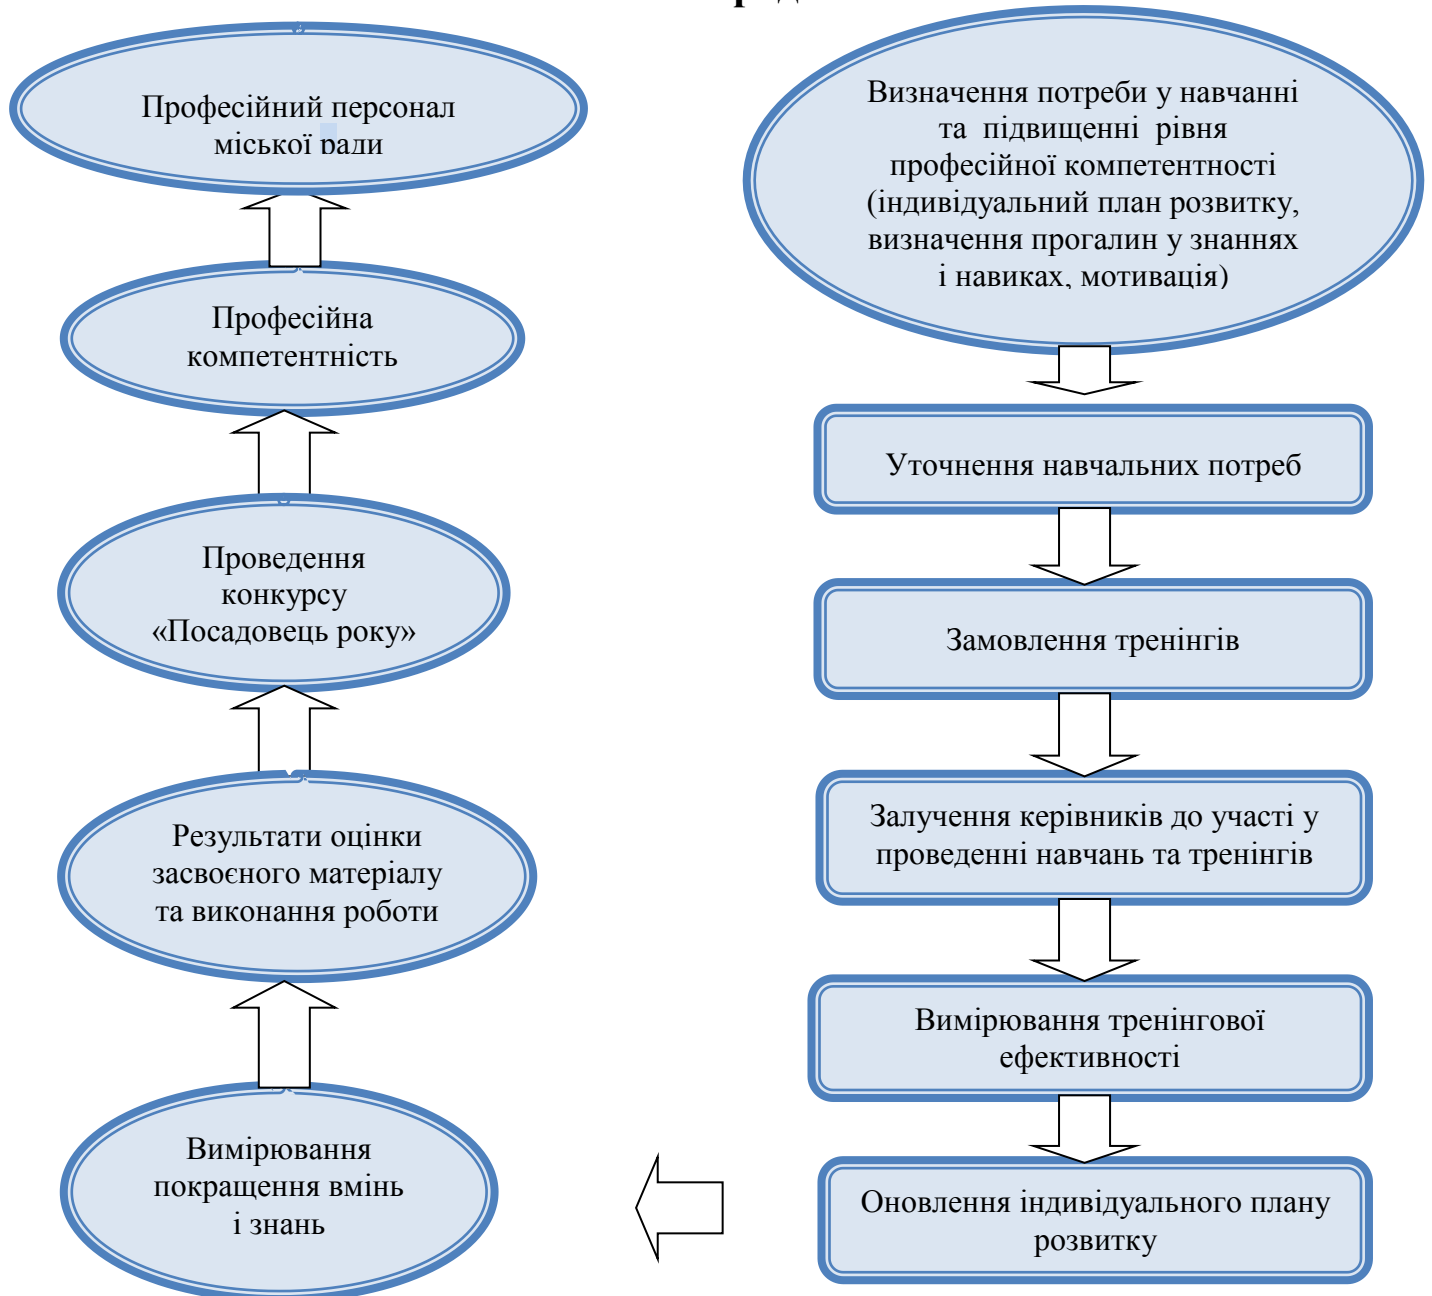 Професійний персонал
міської ради
Професійна
компетентність
Проведення
конкурсу
«Посадовець року»
Результати оцінки
засвоєного матеріалу
та виконання роботи
Вимірювання
покращення вмінь
і знань
Визначення потреби у навчанні
та підвищенні рівня
професійної компетентності
(індивідуальний план розвитку,
визначення прогалин у знаннях
і навиках, мотивація)
Уточнення навчальних потреб
Замовлення тренінгів
Залучення керівників до участі у
проведенні навчань та тренінгів
Вимірювання тренінгової
ефективності
Оновлення індивідуального плану
розвитку